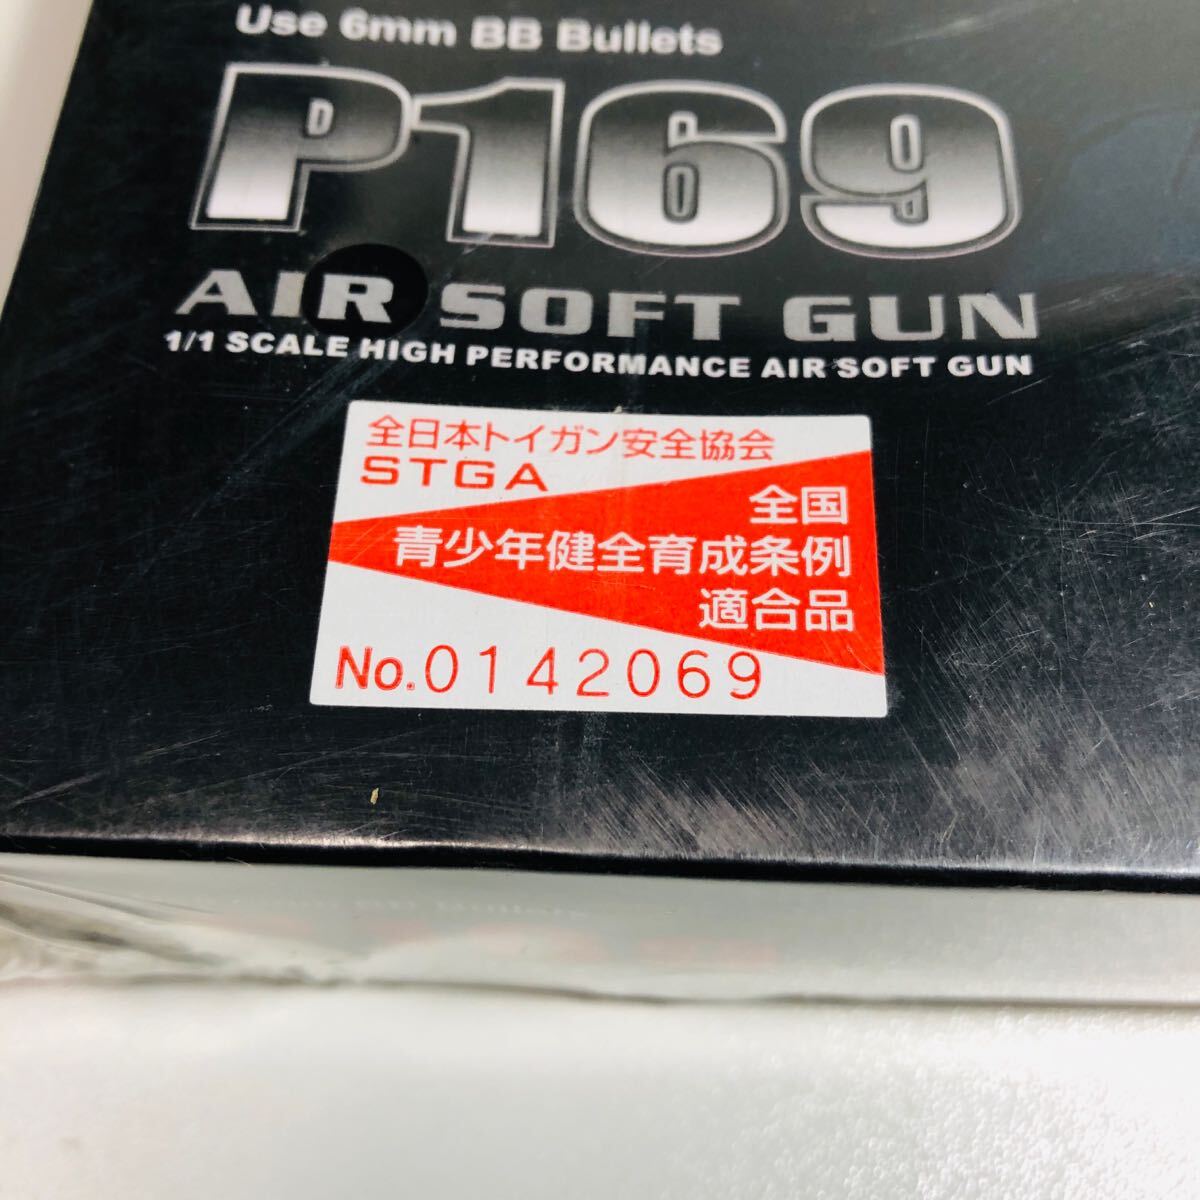 Use 6mm BB Bullets
P169
AIR SOFT GUN
1/1 SCALE HIGH PERFORMANCE AIR SOFT GUN
全日本トイガン安全協会
STGA
全国
青少年健全育成条例
適合品
No.0142069
BB Bullets